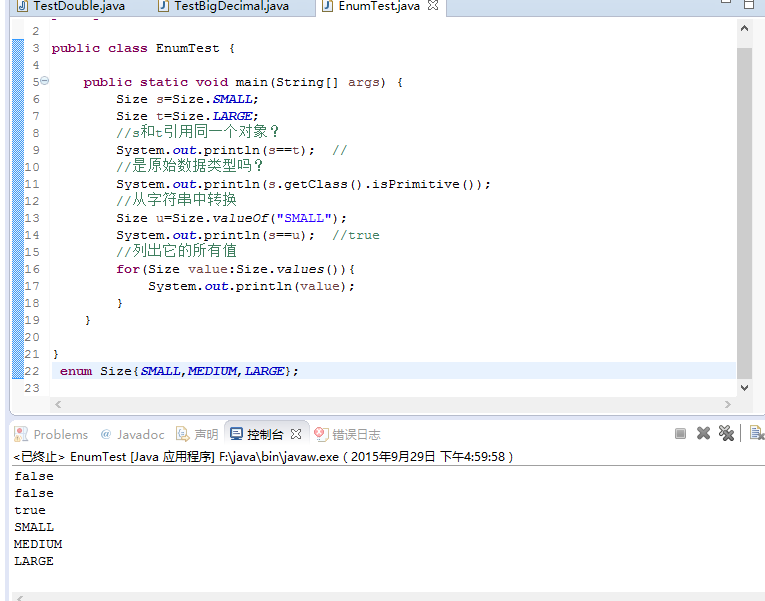 TestDouble.java TestBigDecimal.java EnumTest.java
2
3 public class EnumTest {
4
5 public static void main(String[] args) {
6 Size s=Size.SMALL;
7 Size t=Size.LARGE;
8 //s和t引用同一个对象？
9 System.out.println(s==t); //
10 //是原始数据类型吗？
11 System.out.println(s.getClass().isPrimitive());
12 //从字符串中转换
13 Size u=Size.valueOf("SMALL");
14 System.out.println(s==u); //true
15 //列出它的所有值
16 for(Size value:Size.values()){
17 System.out.println(value);
18 }
19 }
20
21 }
22 enum Size{SMALL,MEDIUM,LARGE};
23
Problems @ Javadoc 声明 控制台 错误日志
<已终止> EnumTest [Java 应用程序] F:\java\bin\javaw.exe ( 2015年9月29日 下午4:59:58 )
false
false
true
SMALL
MEDIUM
LARGE